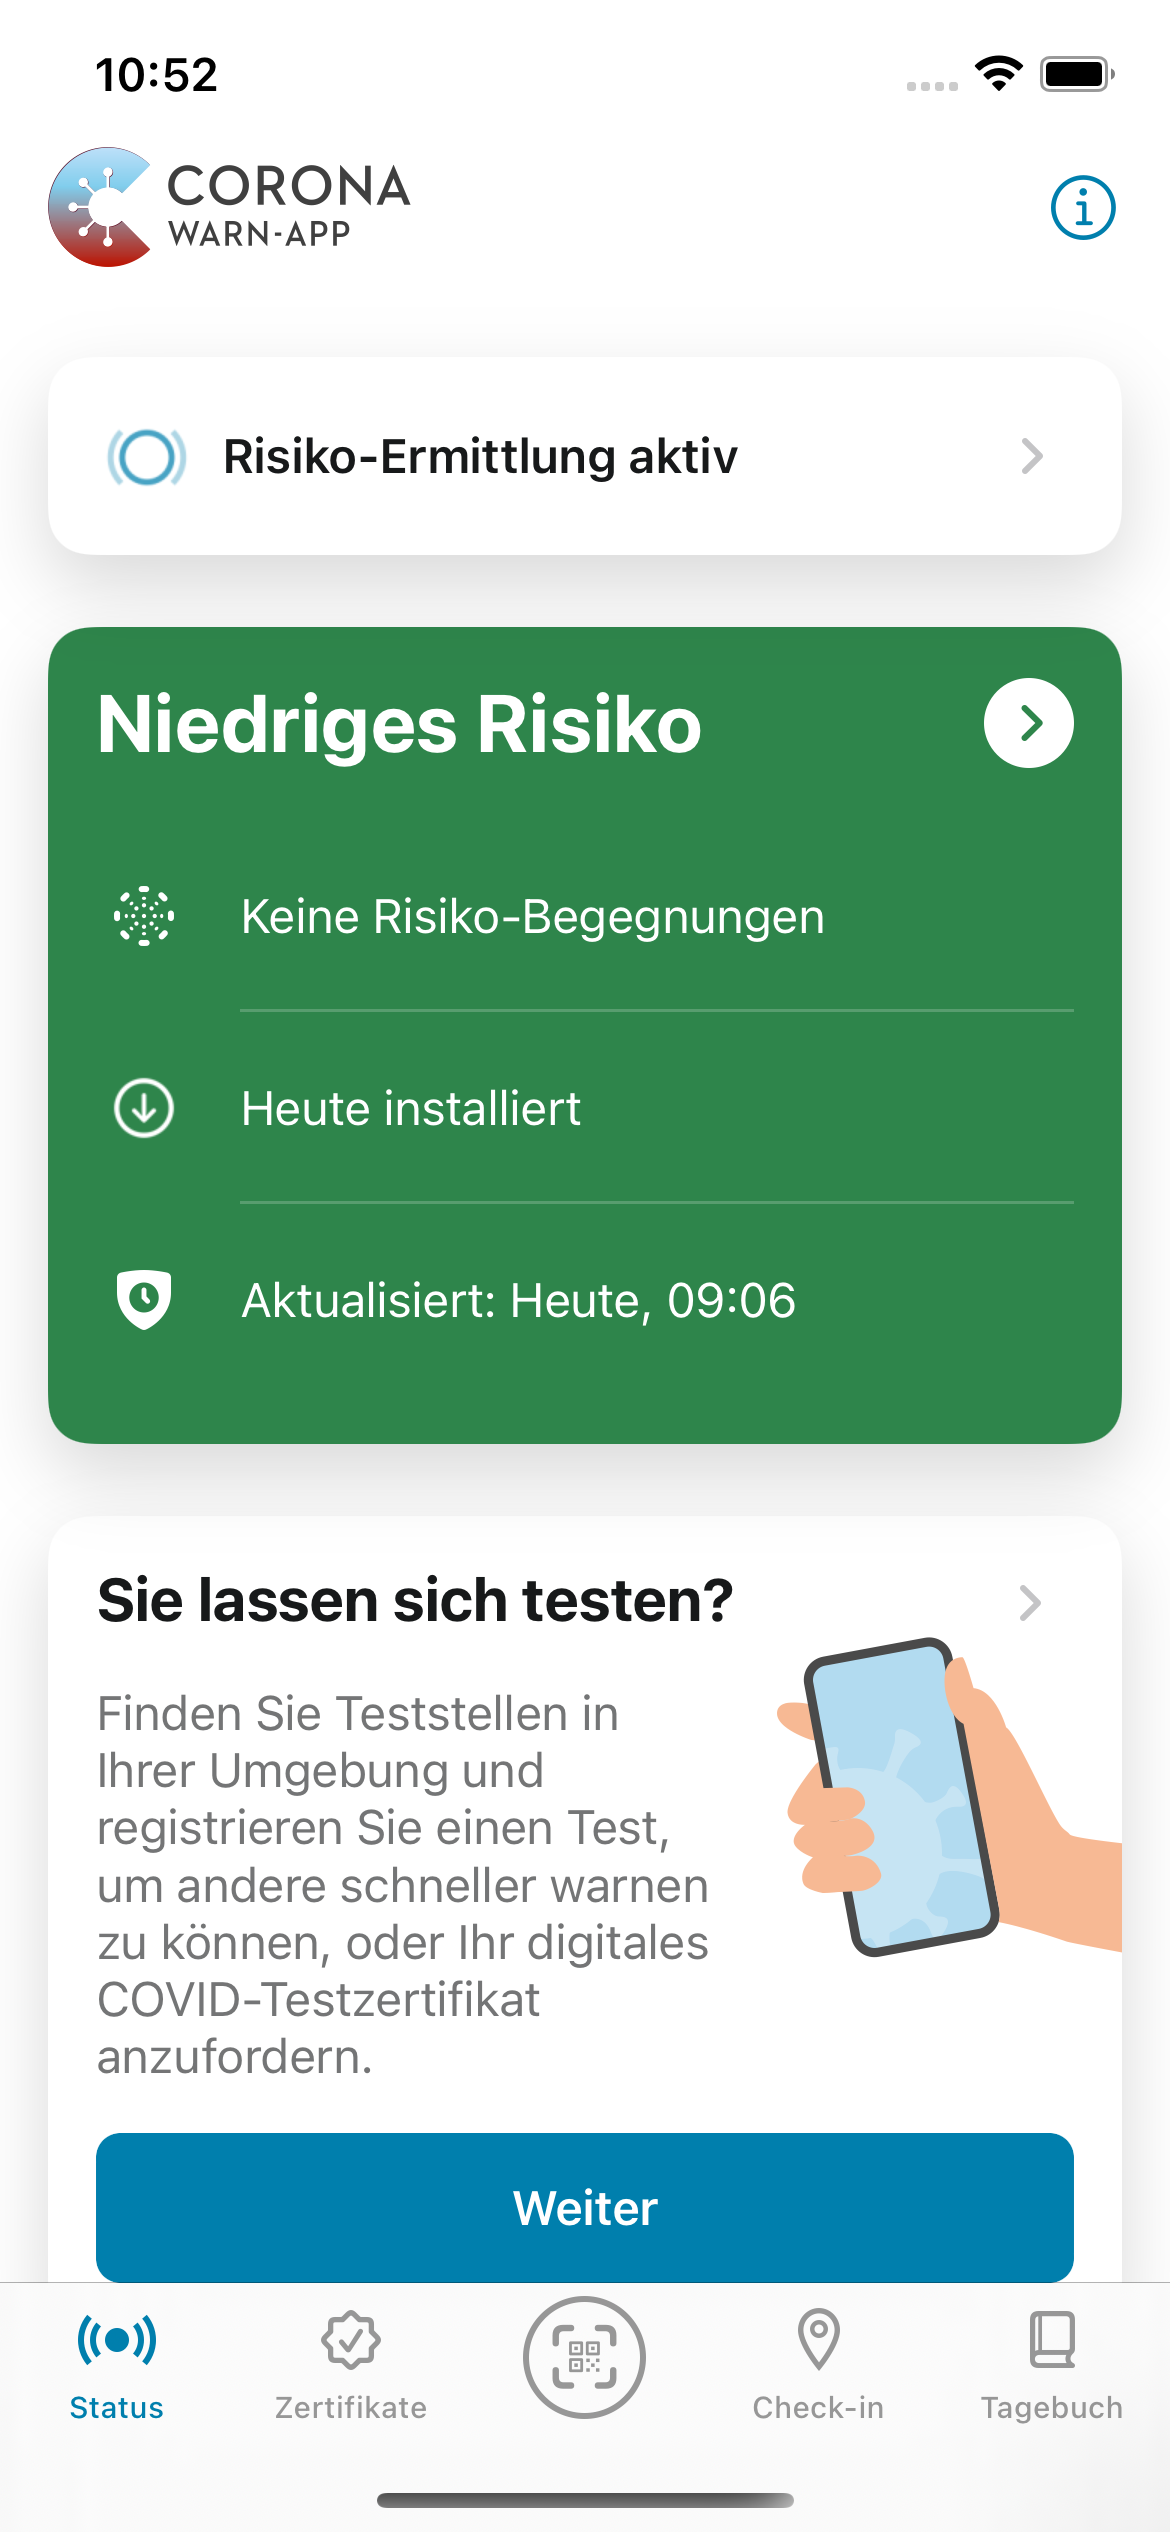 10:52
CORONA
WARN-APP
Risiko-Ermittlung aktiv
Niedriges Risiko
Keine Risiko-Begegnungen
Heute installiert
Aktualisiert: Heute, 09:06
Sie lassen sich testen?
Finden Sie Teststellen in
Ihrer Umgebung und
registrieren Sie einen Test,
um andere schneller warnen
zu können, oder Ihr digitales
COVID-Testzertifikat
anzufordern.
Weiter
Status
Zertifikate
Check-in
Tagebuch